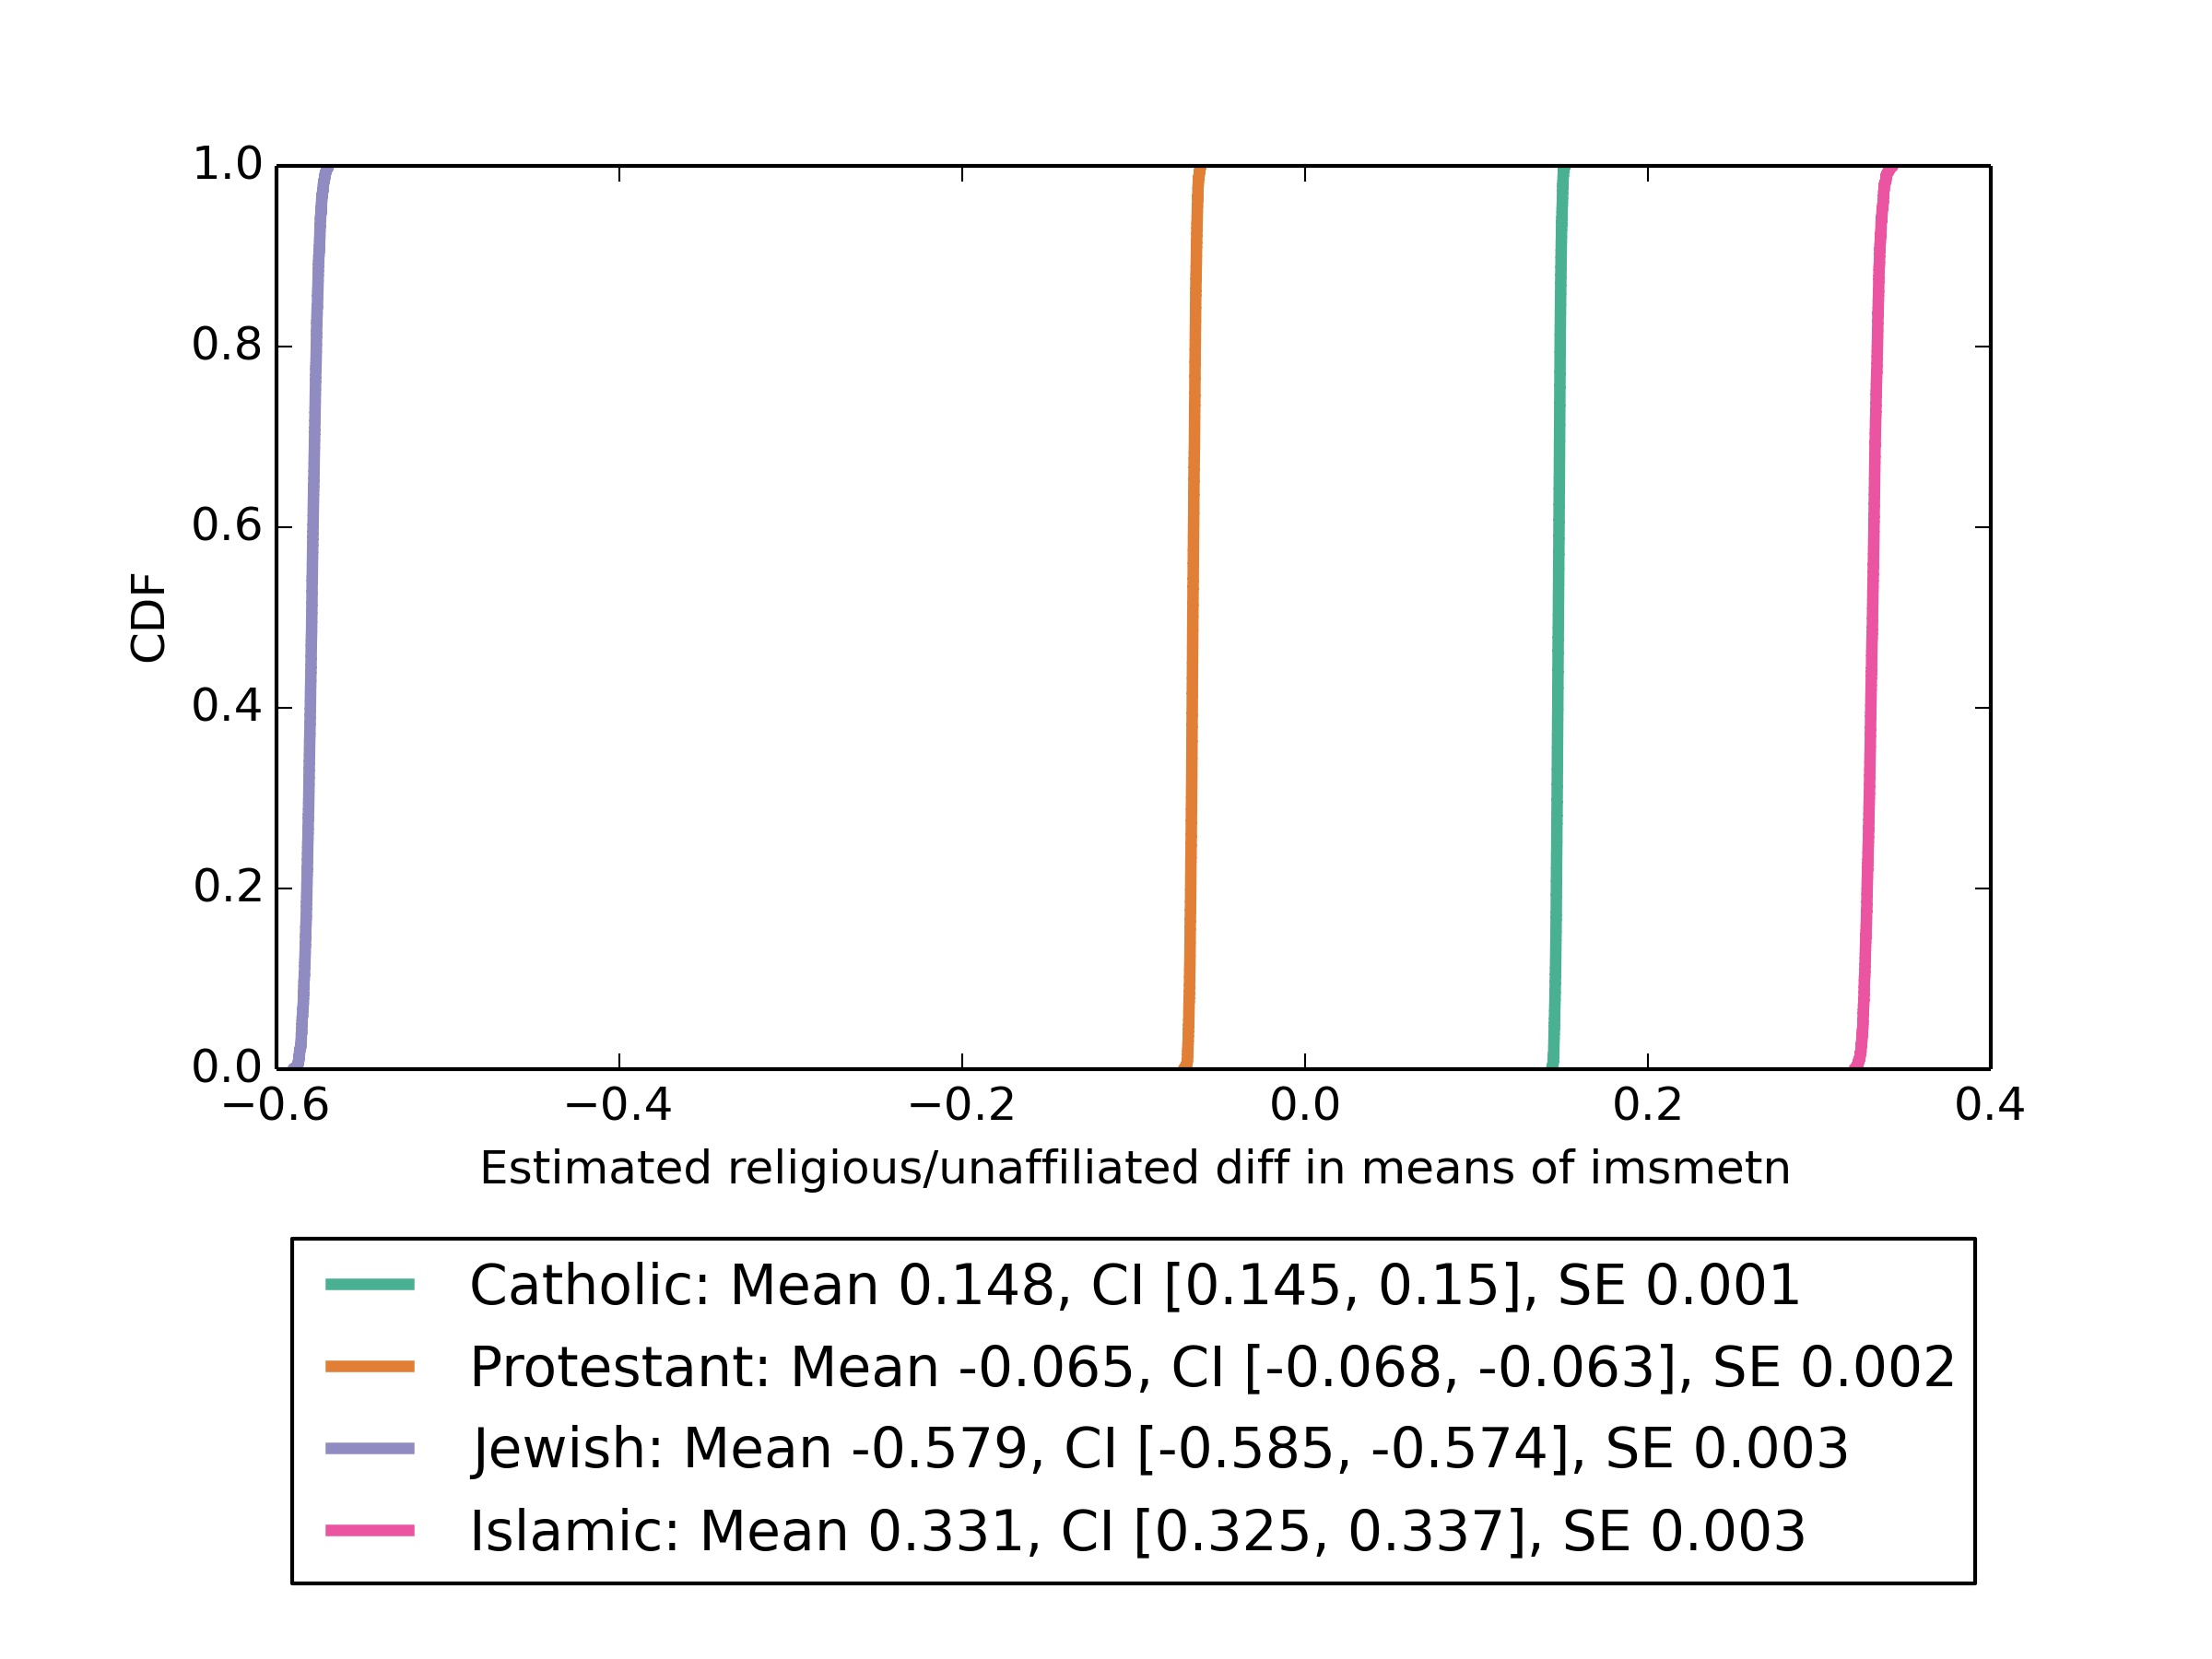 1.0
0.8
0.6
0.4
0.2
0.0
CDF
−0.6 −0.4 −0.2 0.0 0.2 0.4
Estimated religious/unaffiliated diff in means of imsmetn
Catholic: Mean 0.148, CI [0.145, 0.15], SE 0.001
Protestant: Mean -0.065, CI [-0.068, -0.063], SE 0.002
Jewish: Mean -0.579, CI [-0.585, -0.574], SE 0.003
Islamic: Mean 0.331, CI [0.325, 0.337], SE 0.003